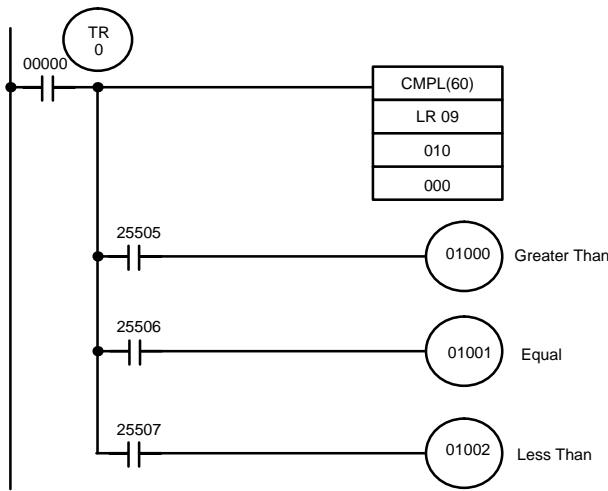 TR
0
00000
CMPL(60)
LR 09
010
000
25505
01000
Greater Than
25506
01001
Equal
25507
01002
Less Than